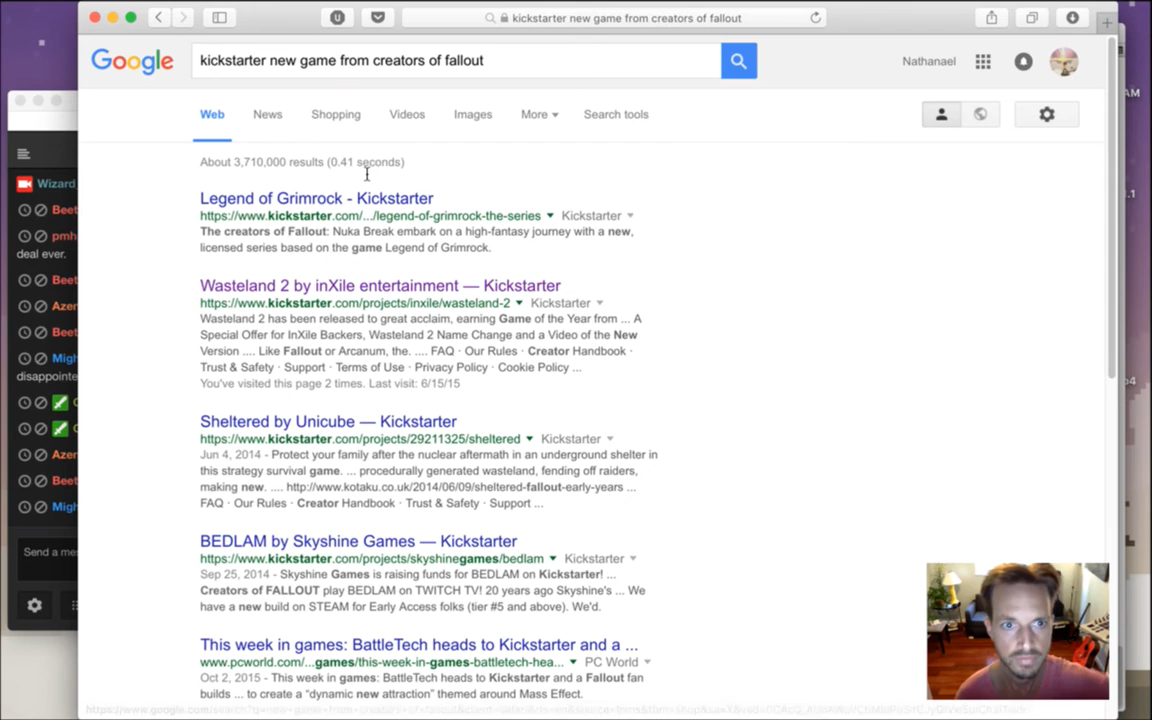 kickstarter new game from creators of fallout
Google
kickstarter new game from creators of fallout
Nathanael
Web News Shopping Videos Images More Search tools
AM
About 3,710,000 results (0.41 seconds)
Legend of Grimrock - Kickstarter
https://www.kickstarter.com/.../legend-of-grimrock-the-series Kickstarter
The creators of Fallout: Nuka Break embark on a high-fantasy journey with a new,
licensed series based on the game Legend of Grimrock.
Wasteland 2 by inXile entertainment — Kickstarter
https://www.kickstarter.com/projects/inxile/wasteland-2 Kickstarter
Wasteland 2 has been released to great acclaim, earning Game of the Year from ... A
Special Offer for InXile Backers, Wasteland 2 Name Change and a Video of the New
Version .... Like Fallout or Arcanum, the. .... FAQ · Our Rules · Creator Handbook ·
Trust & Safety · Support · Terms of Use · Privacy Policy · Cookie Policy ...
You've visited this page 2 times. Last visit: 6/15/15
Sheltered by Unicube — Kickstarter
https://www.kickstarter.com/projects/29211325/sheltered Kickstarter
Jun 4, 2014 - Protect your family after the nuclear aftermath in an underground shelter in
this strategy survival game. ... procedurally generated wasteland, fending off raiders,
making new. .... http://www.kotaku.co.uk/2014/06/09/sheltered-fallout-early-years ...
FAQ · Our Rules · Creator Handbook · Trust & Safety · Support ...
BEDLAM by Skyshine Games — Kickstarter
https://www.kickstarter.com/projects/skyshinegames/bedlam Kickstarter
Sep 25, 2014 - Skyshine Games is raising funds for BEDLAM on Kickstarter! ...
Creators of FALLOUT play BEDLAM on TWITCH TV! 20 years ago Skyshine's ... We
have a new build on STEAM for Early Access folks (tier #5 and above). We'd.
This week in games: BattleTech heads to Kickstarter and a ...
www.pcworld.com/...games/this-week-in-games-battletech-hea... PC World
Oct 2, 2015 - This week in games: BattleTech heads to Kickstarter and a Fallout fan
builds ... to create a "dynamic new attraction" themed around Mass Effect.
Wizard
Beet
pmh
deal ever.
Beet
Azer
Beet
Migh
disappointe
Azer
Beet
Migh
Send a mes